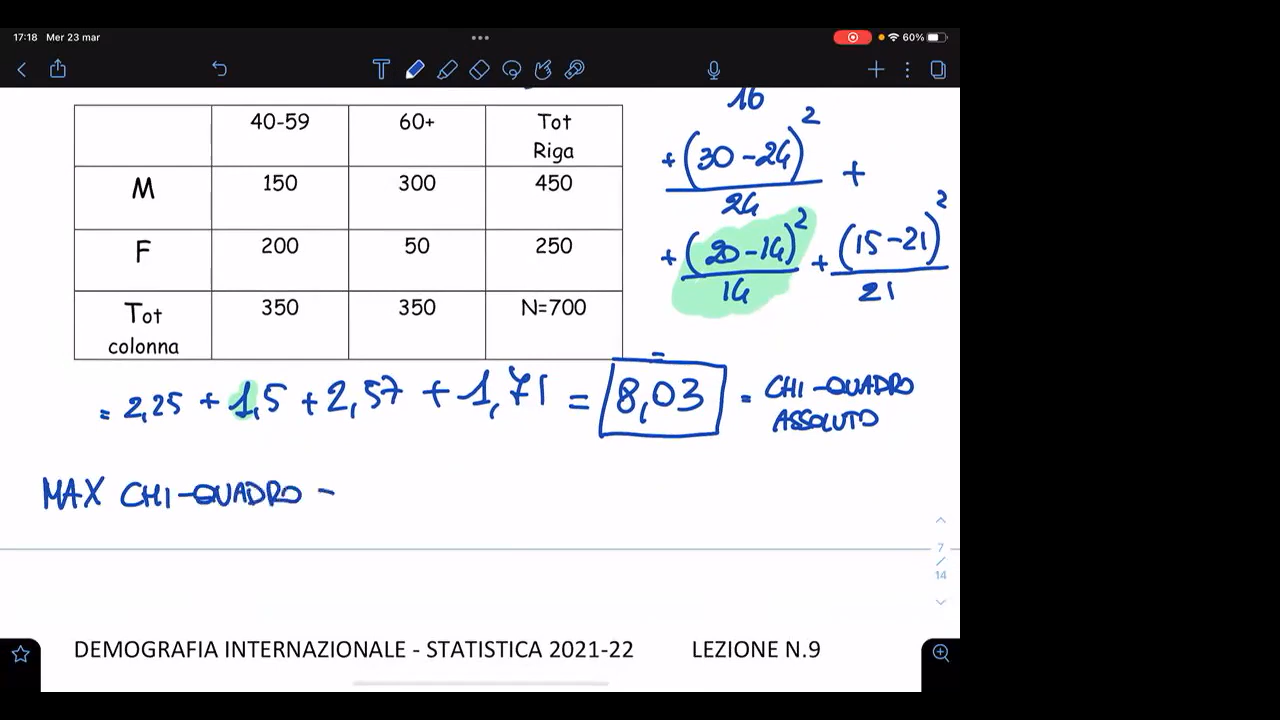 17:18 Mer 23 mar
60%
T
40-59 60+ Tot Riga
M 150 300 450
F 200 50 250
Tot colonna 350 350 N=700
16
+(30-24)²
24
+
+(20-14)² + (15-21)²
14 21
=
= 2,25 + 1,5 + 2,57 + 1,71 = 8,03 = CHI-QUADRO
ASSOLUTO
MAX CHI-QUADRO -
7
/
14
DEMOGRAFIA INTERNAZIONALE - STATISTICA 2021-22 LEZIONE N.9